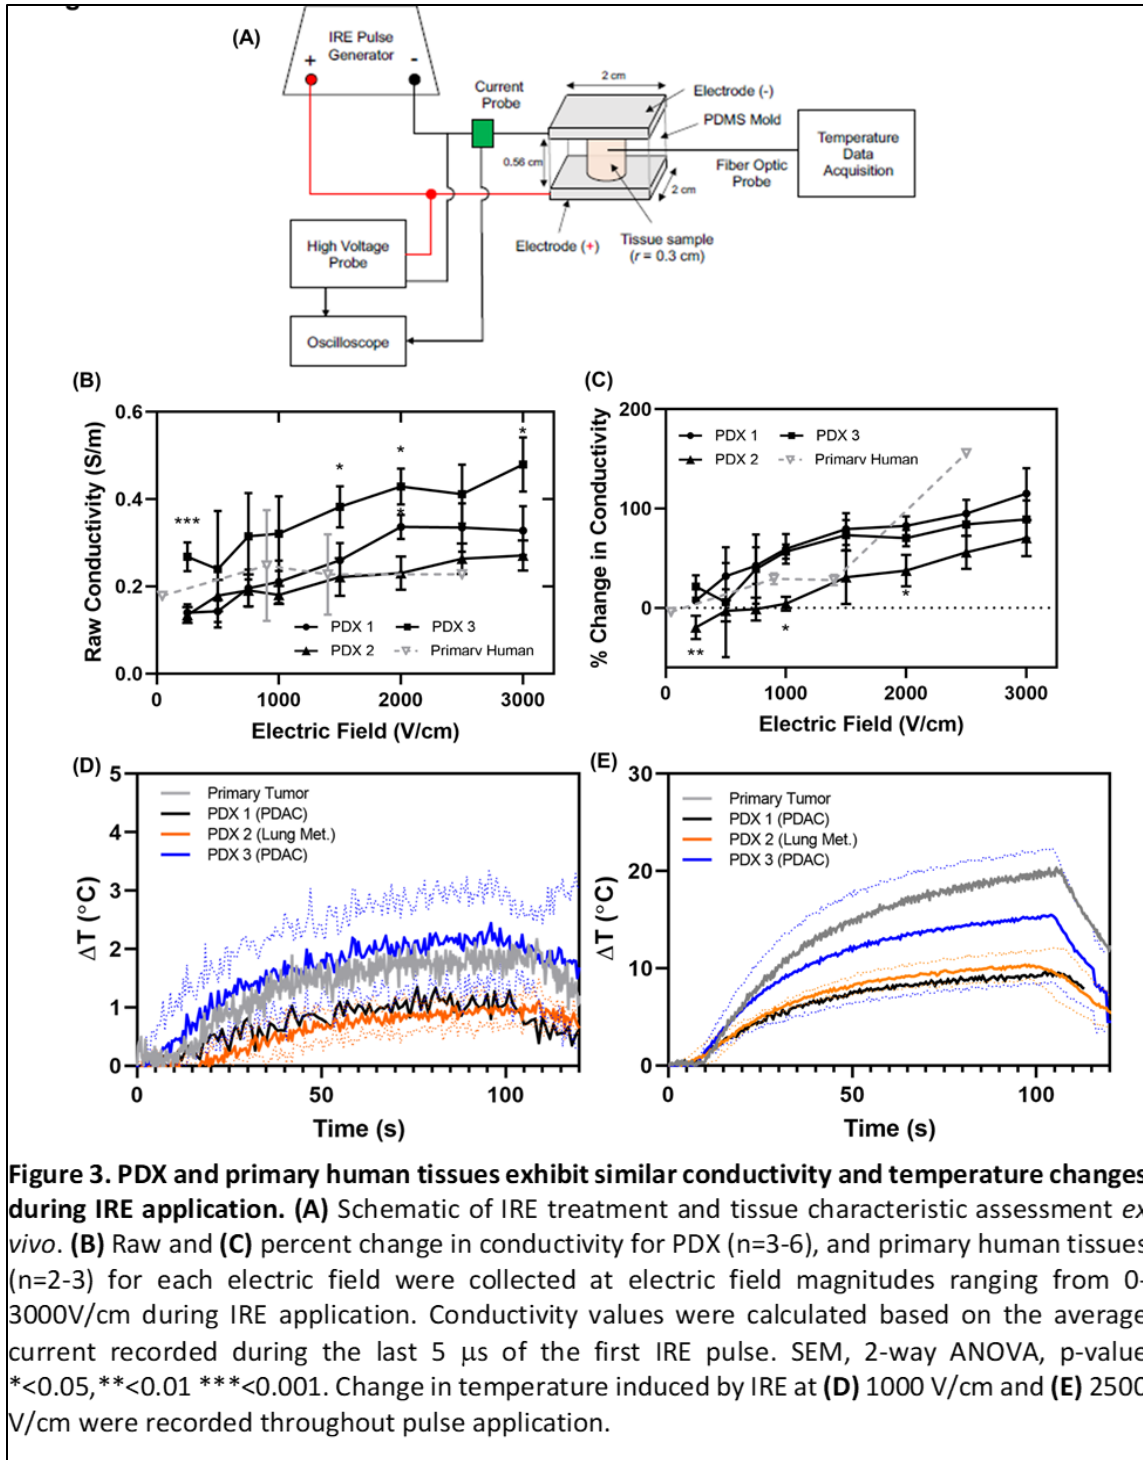 (A)
IRE Pulse
Generator
+
-
Current
Probe
2 cm
Electrode (-)
PDMS Mold
0.56 cm
Fiber Optic
Probe
2 cm
Temperature
Data
Acquisition
High Voltage
Probe
Electrode (+)
Tissue sample
(r = 0.3 cm)
Oscilloscope
(B)
Raw Conductivity (S/m)
0.6
0.4
0.2
0.0
***
*
*
*
*
PDX 1
PDX 3
PDX 2
Primary Human
0
1000
2000
3000
Electric Field (V/cm)
(C)
% Change in Conductivity
200
100
0
PDX 1
PDX 3
PDX 2
Primary Human
**
*
*
0
1000
2000
3000
Electric Field (V/cm)
(D)
ΔT (°C)
5
4
3
2
1
0
Primary Tumor
PDX 1 (PDAC)
PDX 2 (Lung Met.)
PDX 3 (PDAC)
0
50
100
Time (s)
(E)
ΔT (°C)
30
20
10
0
Primary Tumor
PDX 1 (PDAC)
PDX 2 (Lung Met.)
PDX 3 (PDAC)
0
50
100
Time (s)
Figure 3. PDX and primary human tissues exhibit similar conductivity and temperature changes
during IRE application. (A) Schematic of IRE treatment and tissue characteristic assessment ex
vivo. (B) Raw and (C) percent change in conductivity for PDX (n=3-6), and primary human tissues
(n=2-3) for each electric field were collected at electric field magnitudes ranging from 0-
3000V/cm during IRE application. Conductivity values were calculated based on the average
current recorded during the last 5 μs of the first IRE pulse. SEM, 2-way ANOVA, p-value
*<0.05,**<0.01 ***<0.001. Change in temperature induced by IRE at (D) 1000 V/cm and (E) 2500
V/cm were recorded throughout pulse application.